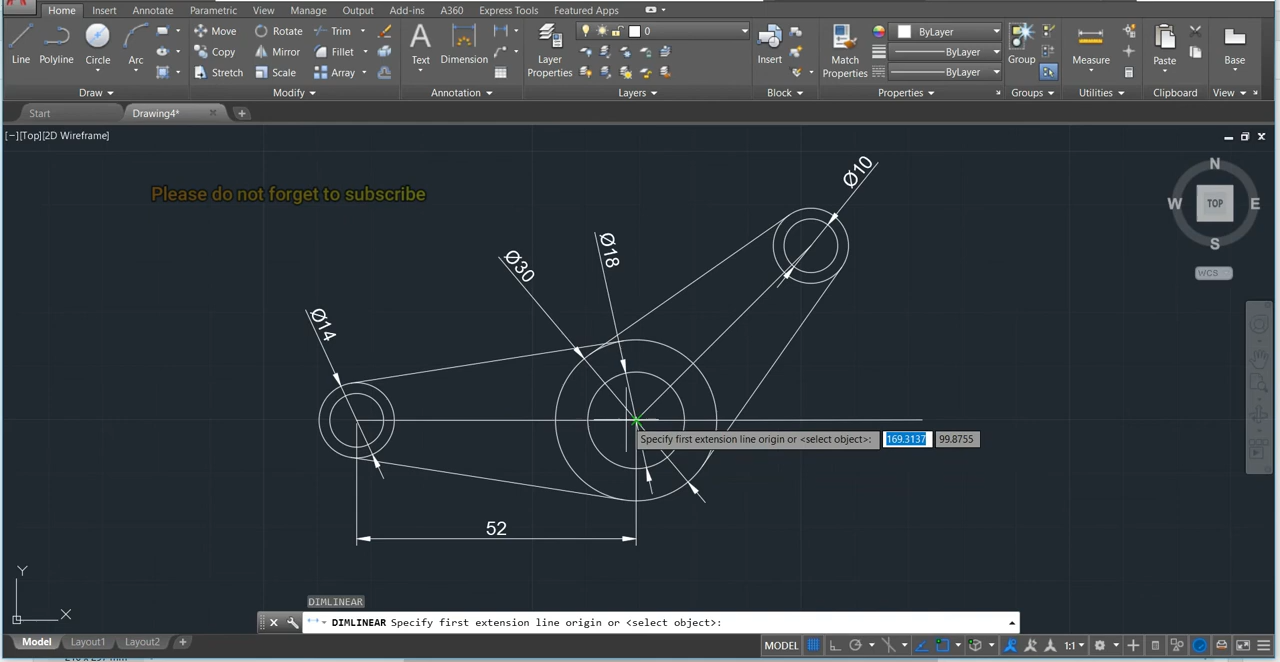 Home Insert Annotate Parametric View Manage Output Add-ins A360 Express Tools Featured Apps
Line Polyline Circle Arc
Move Rotate Trim
Copy Mirror Fillet
Stretch Scale Array
Text Dimension
Layer Properties
0
Insert
Match Properties
ByLayer
ByLayer
ByLayer
Group
Measure
Paste
Base
Draw Modify Annotation Layers Block Properties Groups Utilities Clipboard View
Start Drawing4*
[−][Top][2D Wireframe]
Please do not forget to subscribe
N
W TOP E
S
WCS
Ø10
Ø18
Ø30
Ø14
Specify first extension line origin or <select object>: 169.3137 99.8755
52
Y
X
DIMLINEAR
DIMLINEAR Specify first extension line origin or <select object>:
Model Layout1 Layout2
MODEL 1:1